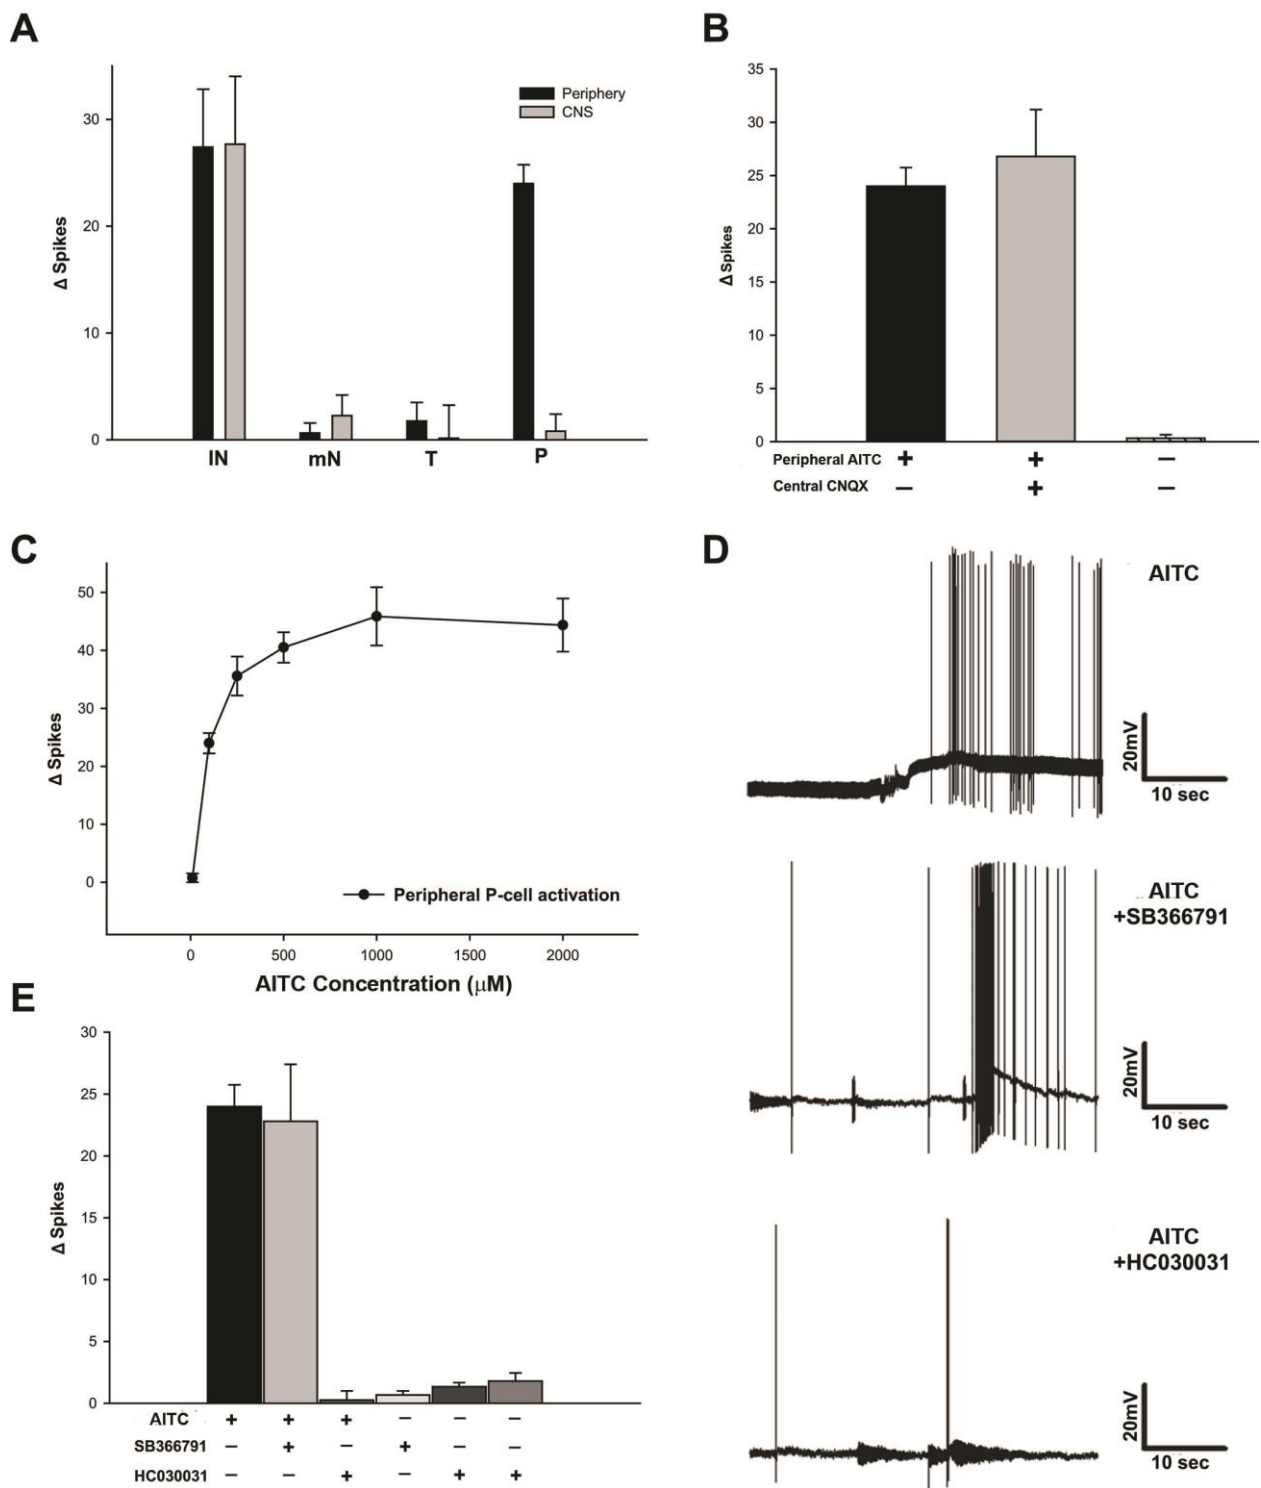 A
Periphery
CNS
30
20
10
0
Δ Spikes
lN
mN
T
P
B
35
30
25
20
15
10
5
0
Δ Spikes
Peripheral AITC + + –
Central CNQX – + –
C
50
40
30
20
10
0
Δ Spikes
Peripheral P-cell activation
0 500 1000 1500 2000
AITC Concentration (μM)
D
AITC
20mV
10 sec
AITC
+SB366791
20mV
10 sec
AITC
+HC030031
20mV
10 sec
E
30
25
20
15
10
5
0
Δ Spikes
AITC + + + – – –
SB366791 – + – + – –
HC030031 – – + – + +